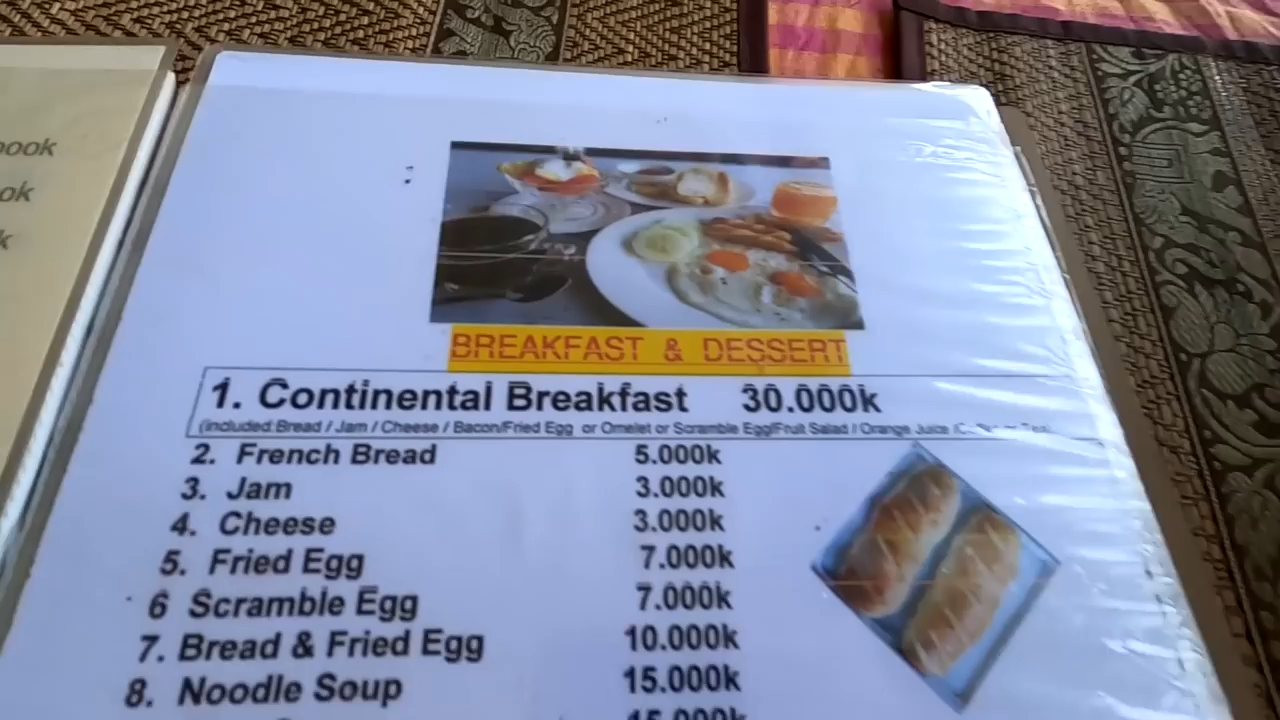 ook
ok
k
BREAKFAST & DESSERT
1. Continental Breakfast 30.000k
(included:Bread / Jam / Cheese / Bacon/Fried Egg or Omelet or Scramble Egg/Fruit Salad / Orange Juice
2. French Bread 5.000k
3. Jam 3.000k
4. Cheese 3.000k
5. Fried Egg 7.000k
6 Scramble Egg 7.000k
7. Bread & Fried Egg 10.000k
8. Noodle Soup 15.000k
15.000k